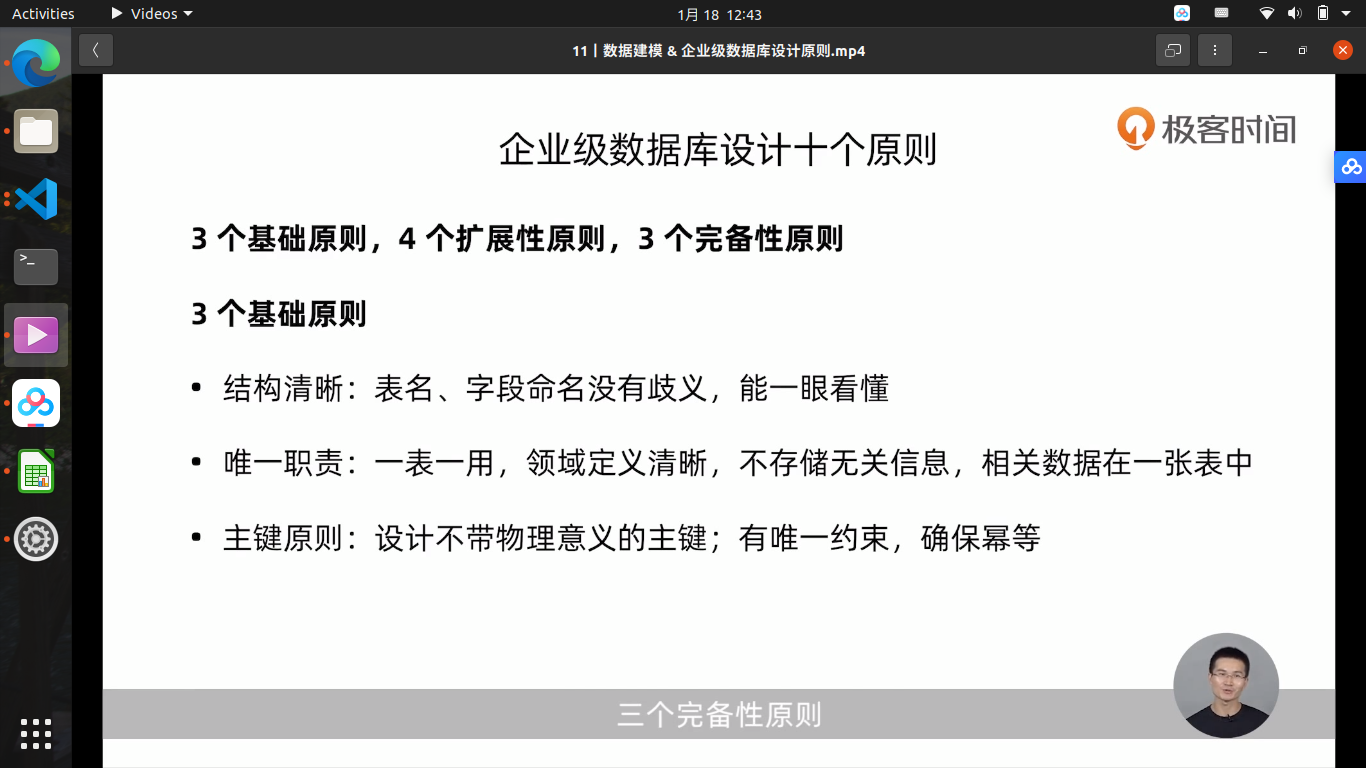 Activities
Videos
1月 18 12:43
11丨数据建模 & 企业级数据库设计原则.mp4
极客时间
企业级数据库设计十个原则
3 个基础原则，4 个扩展性原则，3 个完备性原则
3 个基础原则
• 结构清晰：表名、字段命名没有歧义，能一眼看懂
• 唯一职责：一表一用，领域定义清晰，不存储无关信息，相关数据在一张表中
• 主键原则：设计不带物理意义的主键；有唯一约束，确保幂等
三个完备性原则